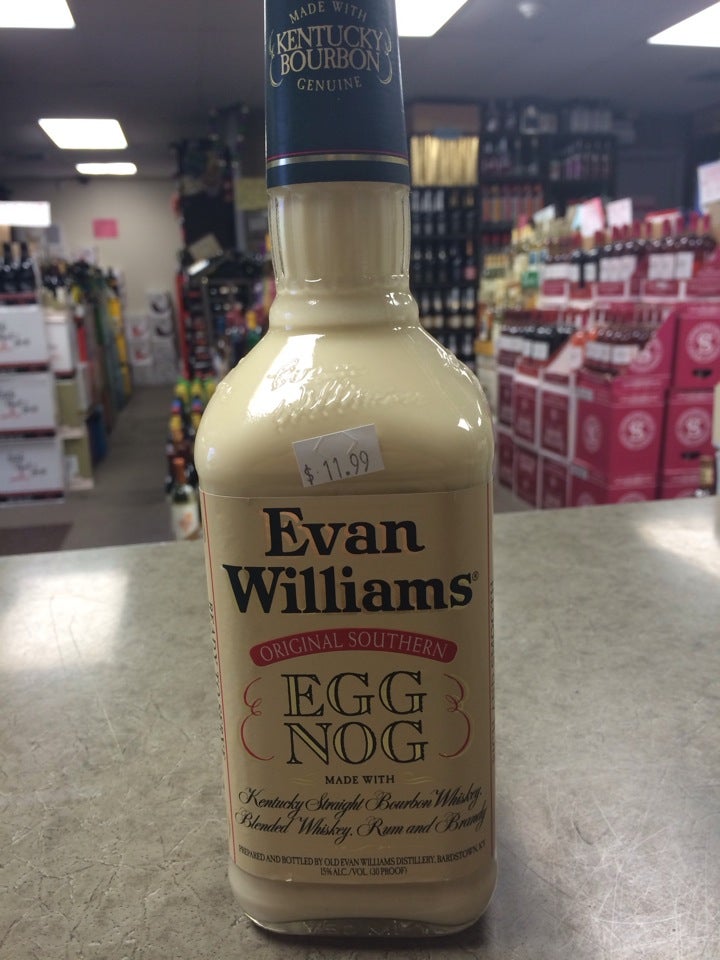 MADE WITH
KENTUCKY
BOURBON
GENUINE
$ 11.99
Evan
Williams®
ORIGINAL SOUTHERN
EGG
NOG
MADE WITH
Kentucky Straight Bourbon Whiskey,
Blended Whiskey, Rum and Brandy
PREPARED AND BOTTLED BY OLD EVAN WILLIAMS DISTILLERY, BARDSTOWN, KY
15% ALC./VOL. (30 PROOF)